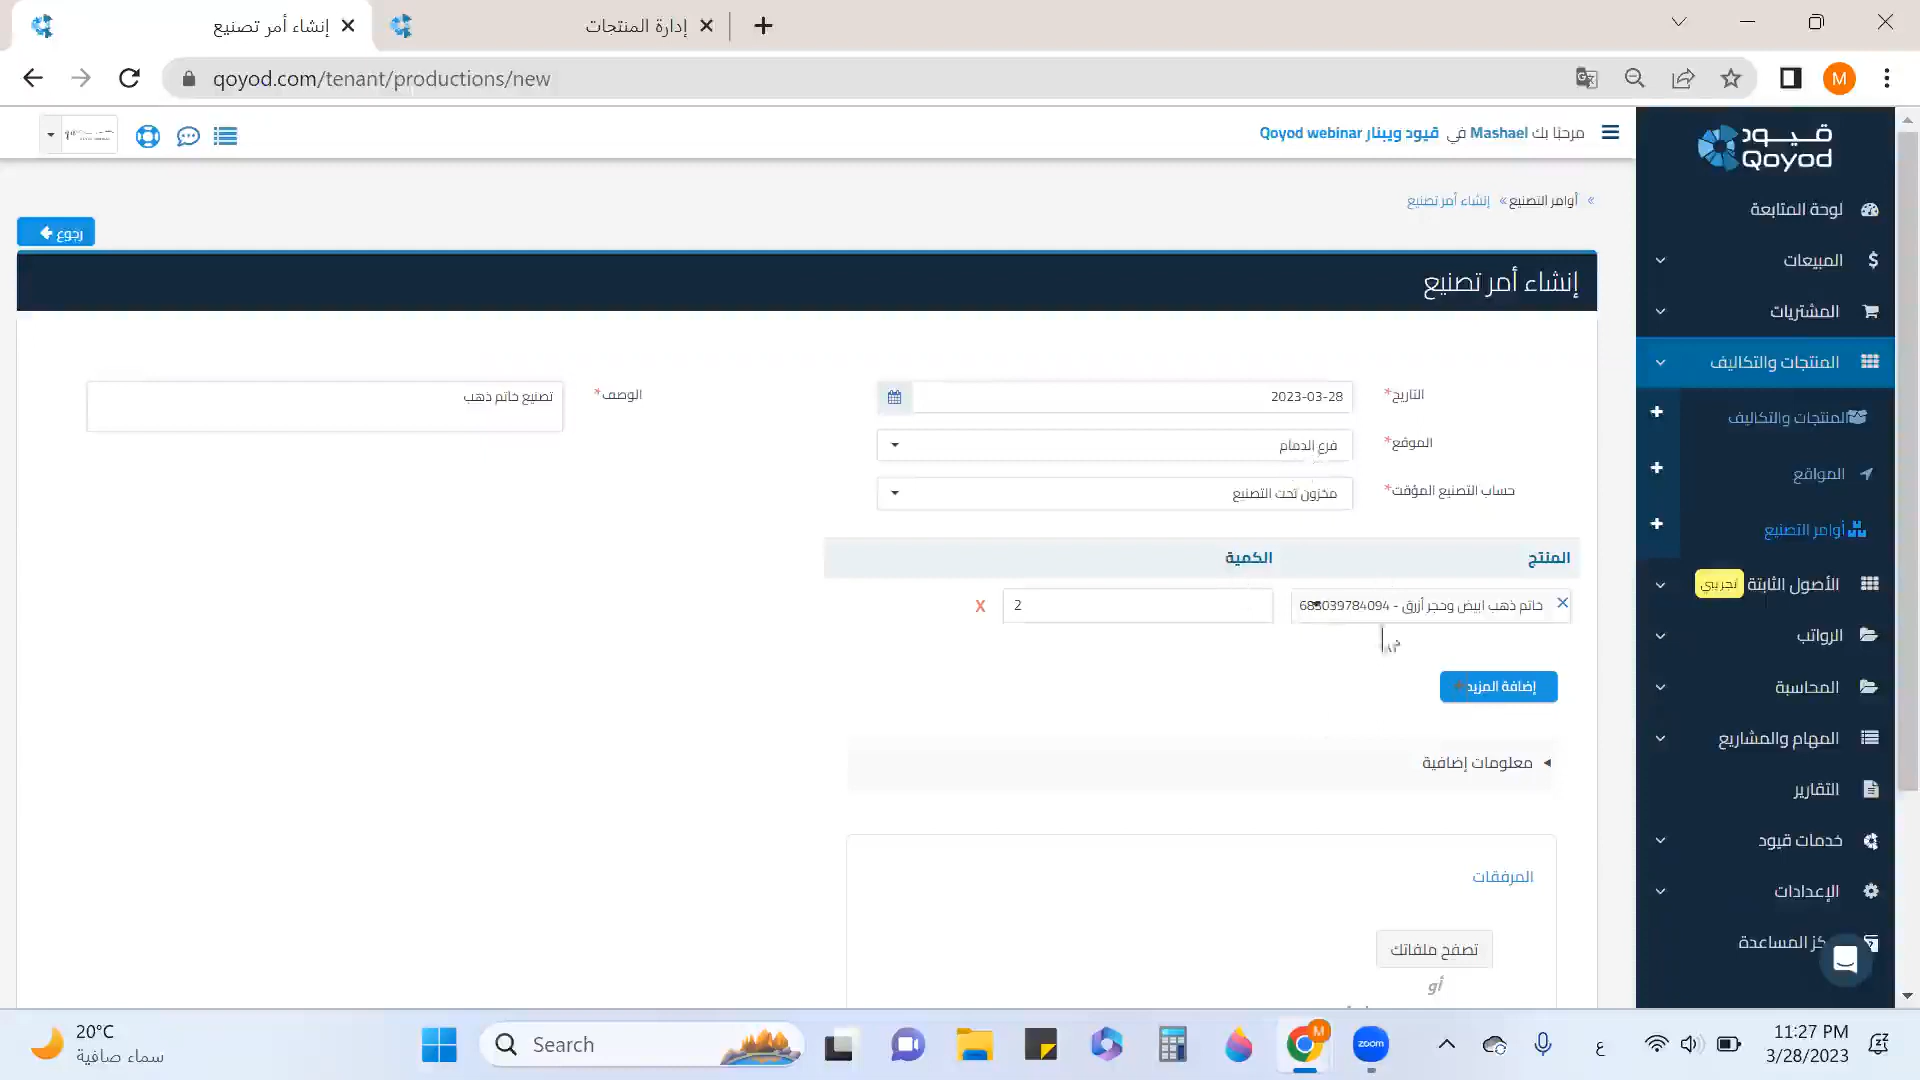 إنشاء أمر تصنيع
إدارة المنتجات
qoyod.com/tenant/productions/new
M
مرحبًا بك Mashael في قيود ويبنار Qoyod webinar
قيود
Qoyod
أوامر التصنيع » إنشاء أمر تصنيع
رجوع
إنشاء أمر تصنيع
التاريخ*
2023-03-28
الوصف*
تصنيع خاتم ذهب
الموقع*
فرع الدمام
حساب التصنيع المؤقت*
مخزون تحت التصنيع
المنتج
الكمية
خاتم ذهب ابيض وحجر أزرق - 683039784094
2
X
إضافة المزيد
معلومات إضافية
المرفقات
تصفح ملفاتك
أو
لوحة المتابعة
المبيعات
المشتريات
المنتجات والتكاليف
المنتجات والتكاليف
المواقع
أوامر التصنيع
الأصول الثابتة تجريبي
الرواتب
المحاسبة
المهام والمشاريع
التقارير
خدمات قيود
الإعدادات
كز المساعدة
20°C
سماء صافية
Search
M
zoom
ع
11:27 PM
3/28/2023